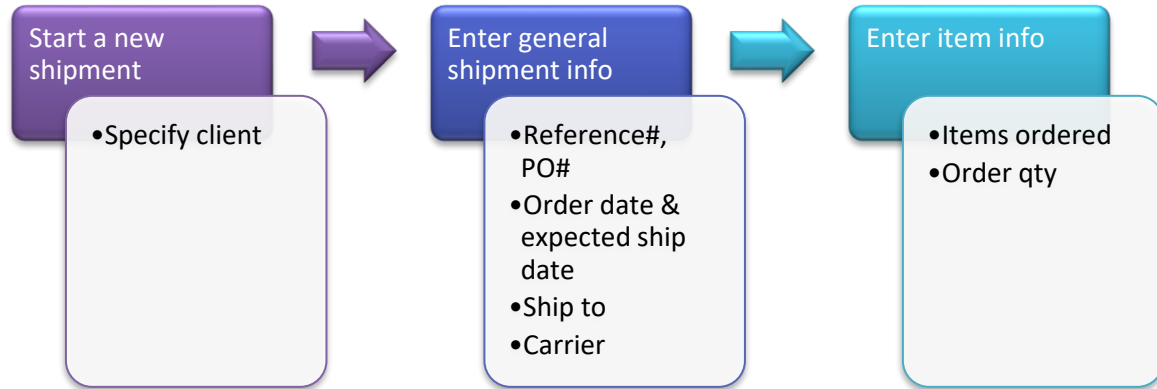 Start a new
shipment
•Specify client
Enter general
shipment info
•Reference#,
PO#
•Order date &
expected ship
date
•Ship to
•Carrier
Enter item info
•Items ordered
•Order qty